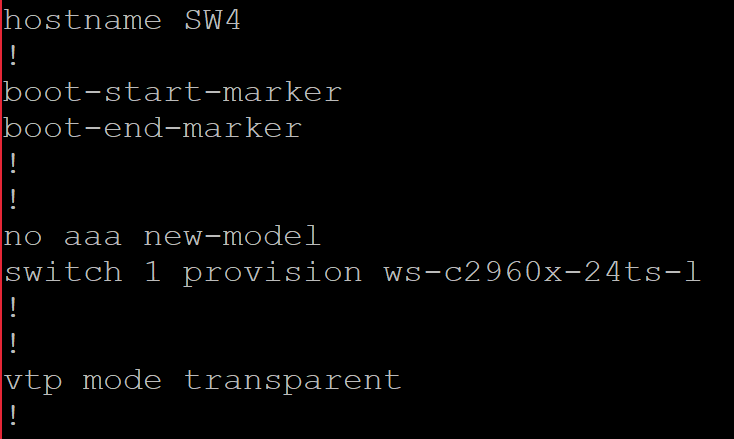 hostname SW4
!
boot-start-marker
boot-end-marker
!
!
no aaa new-model
switch 1 provision ws-c2960x-24ts-l
!
!
vtp mode transparent
!